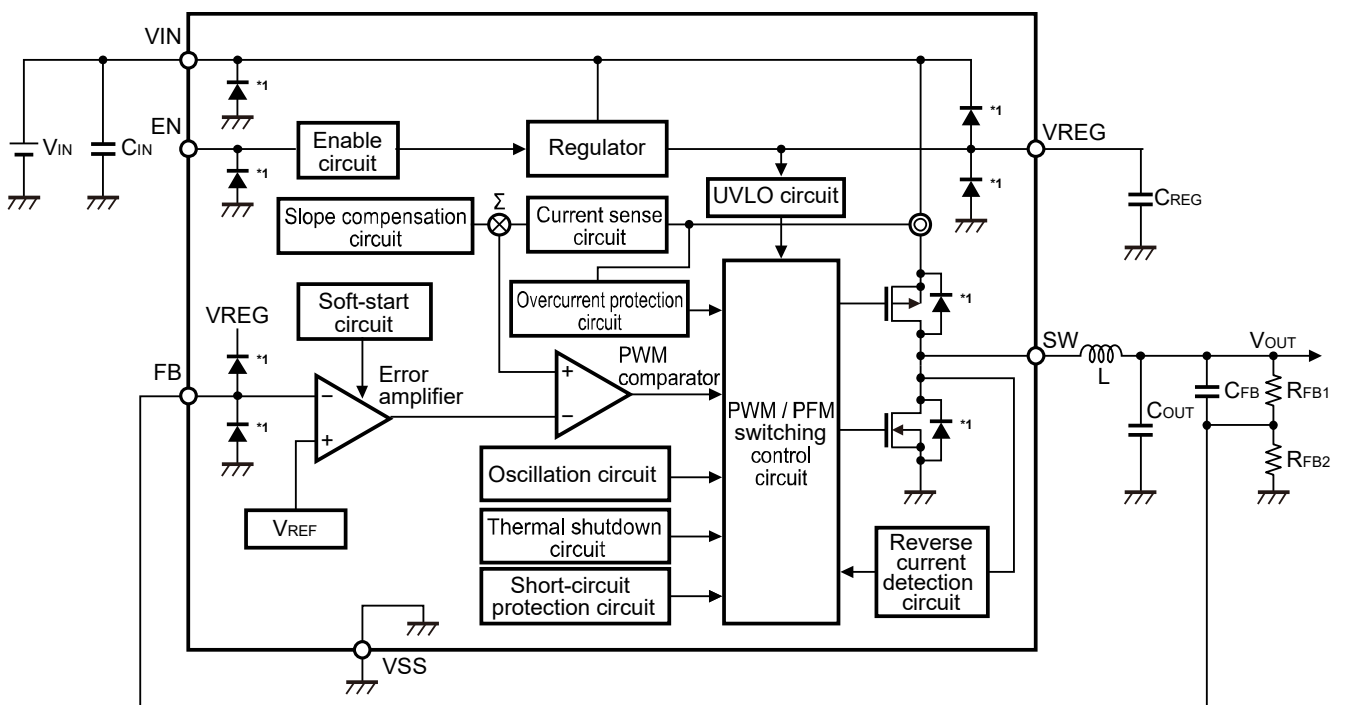 VIN
*1
*1
EN
Enable
circuit
Regulator
VREG
VIN
CIN
*1
*1
UVLO circuit
CREG
Σ
Slope compensation
circuit
Current sense
circuit
Overcurrent protection
circuit
*1
Soft-start
circuit
VREG
*1
SW
VOUT
L
FB
Error
amplifier
PWM
comparator
+
−
−
+
*1
PWM / PFM
switching
control
circuit
*1
COUT
CFB
RFB1
RFB2
Oscillation circuit
VREF
Thermal shutdown
circuit
Reverse
current
detection
circuit
Short-circuit
protection circuit
VSS